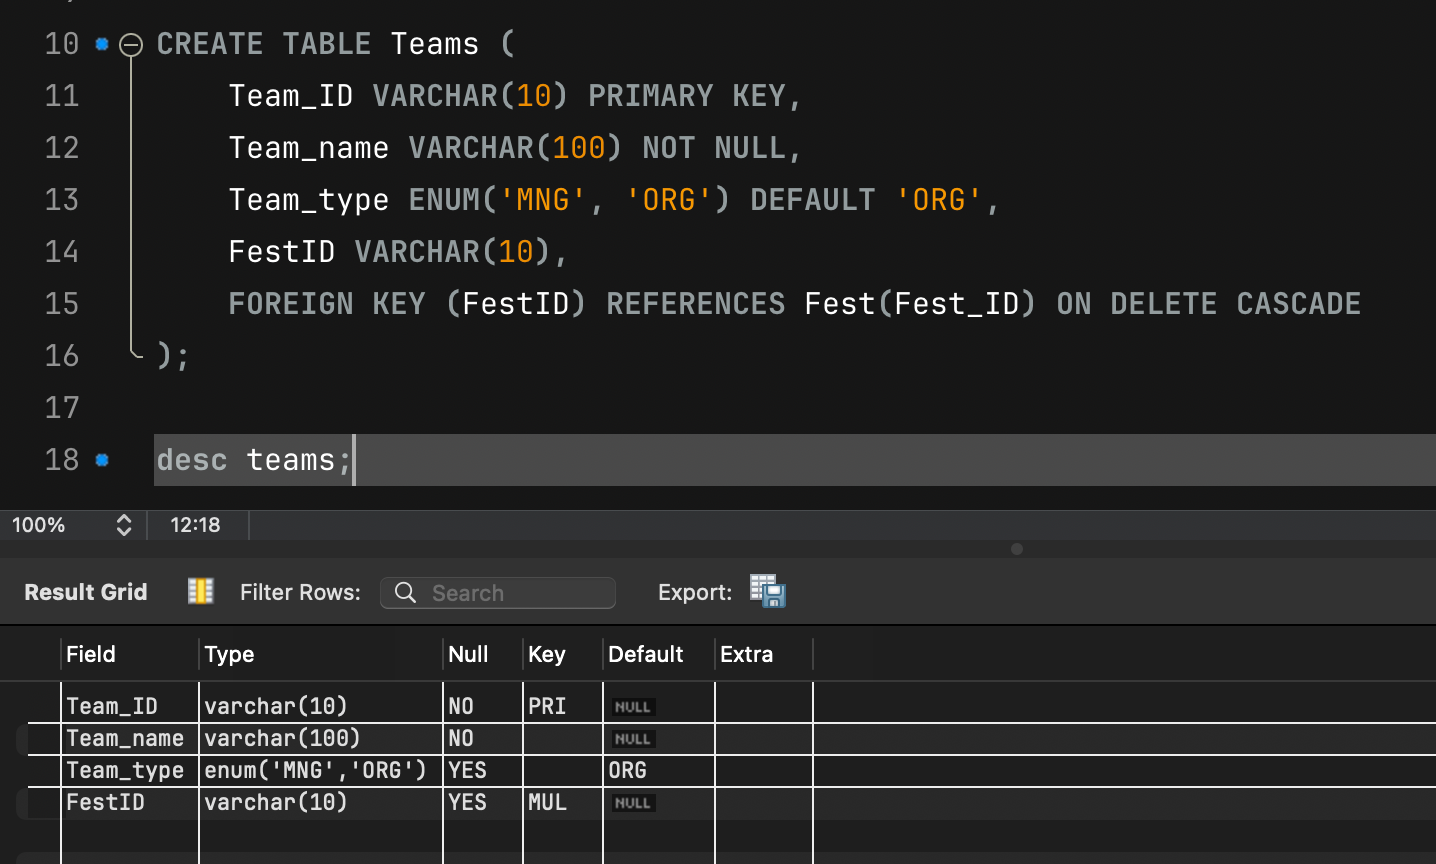 10 CREATE TABLE Teams (
11 Team_ID VARCHAR(10) PRIMARY KEY,
12 Team_name VARCHAR(100) NOT NULL,
13 Team_type ENUM('MNG', 'ORG') DEFAULT 'ORG',
14 FestID VARCHAR(10),
15 FOREIGN KEY (FestID) REFERENCES Fest(Fest_ID) ON DELETE CASCADE
16 );
17
18 desc teams;
100% 12:18
Result Grid Filter Rows: Search Export:
Field Type Null Key Default Extra
Team_ID varchar(10) NO PRI NULL
Team_name varchar(100) NO NULL
Team_type enum('MNG','ORG') YES ORG
FestID varchar(10) YES MUL NULL